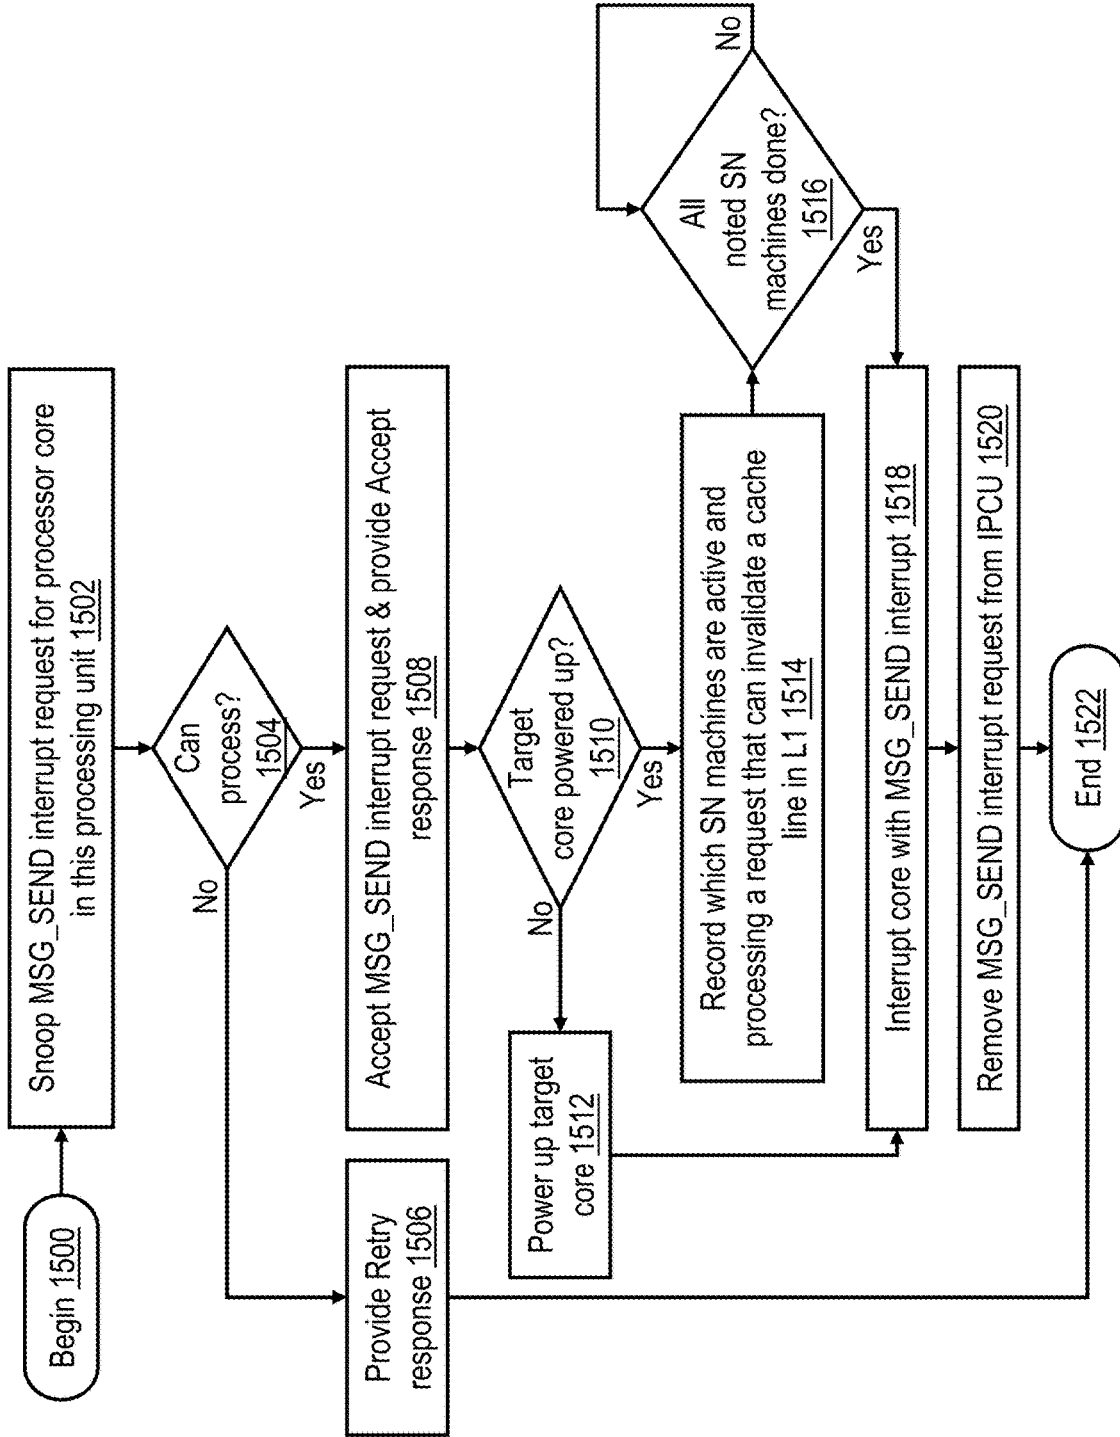 Begin 1500
Snoop MSG_SEND interrupt request for processor core
in this processing unit 1502
Can
process?
1504
No
Yes
Provide Retry
response 1506
Accept MSG_SEND interrupt request & provide Accept
response 1508
Target
core powered up?
1510
No
Yes
Power up target
core 1512
Record which SN machines are active and
processing a request that can invalidate a cache
line in L1 1514
All
noted SN
machines done?
1516
No
Yes
Interrupt core with MSG_SEND interrupt 1518
Remove MSG_SEND interrupt request from IPCU 1520
End 1522